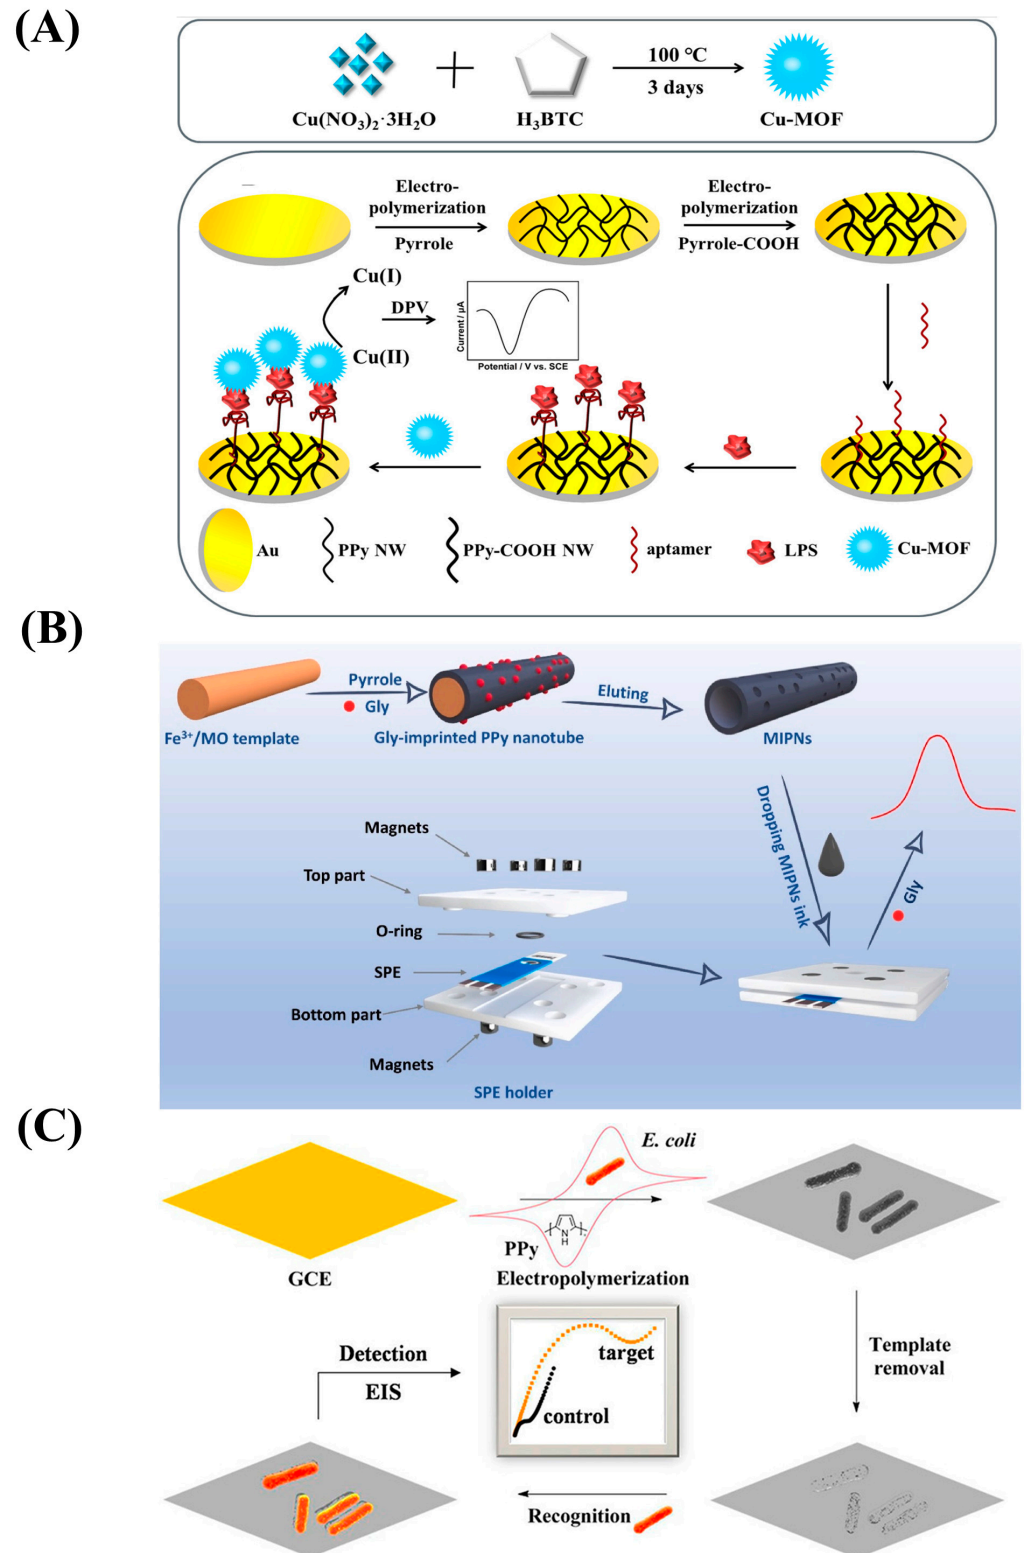 (A)
100 °C
3 days
Cu(NO₃)₂·3H₂O
H₃BTC
Cu-MOF
Electro-
polymerization
Pyrrole
Electro-
polymerization
Pyrrole-COOH
Cu(I)
DPV
Cu(II)
Current / μA
Potential / V vs. SCE
Au
PPy NW
PPy-COOH NW
aptamer
LPS
Cu-MOF
(B)
Pyrrole
Gly
Eluting
Fe³⁺/MO template
Gly-imprinted PPy nanotube
MIPNs
Dropping MIPNs ink
Gly
Magnets
Top part
O-ring
SPE
Bottom part
Magnets
SPE holder
(C)
E. coli
N
H
PPy
GCE
Electropolymerization
Detection
EIS
target
control
Template
removal
Recognition